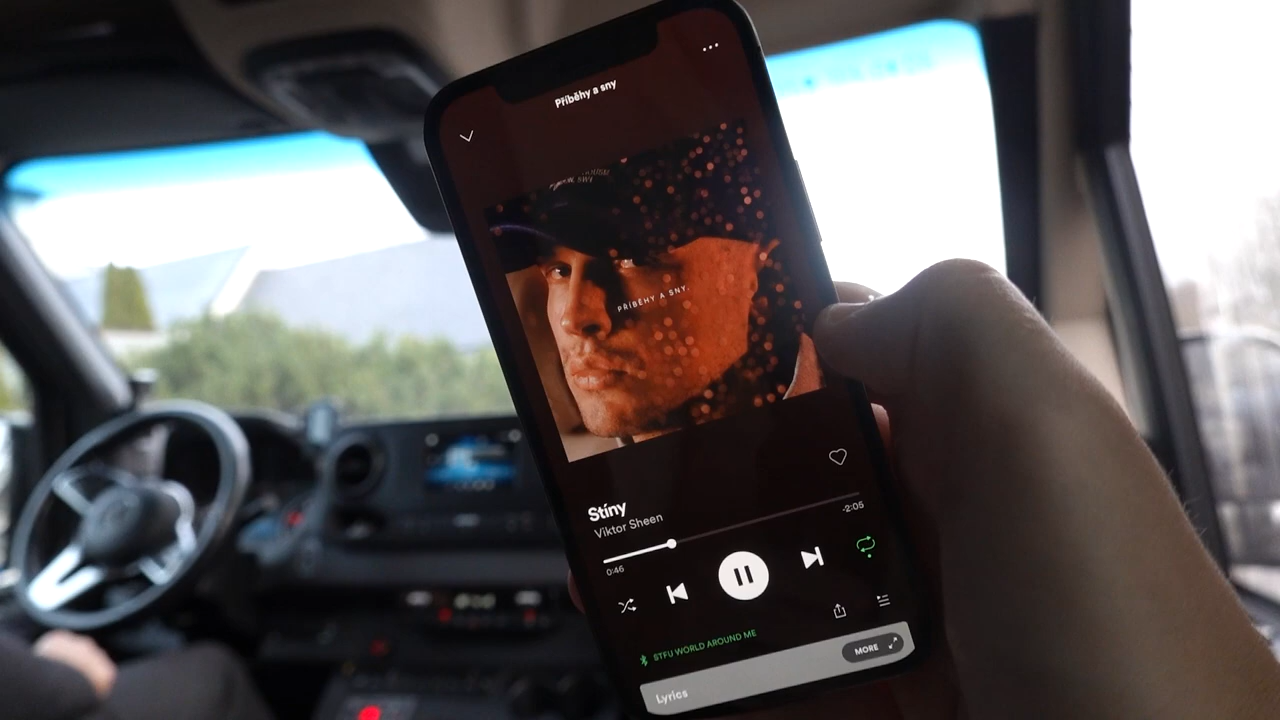 Příběhy a sny
PŘÍBĚHY A SNY.
Stíny
Viktor Sheen
0:46
-2:05
STFU WORLD AROUND ME
Lyrics
MORE